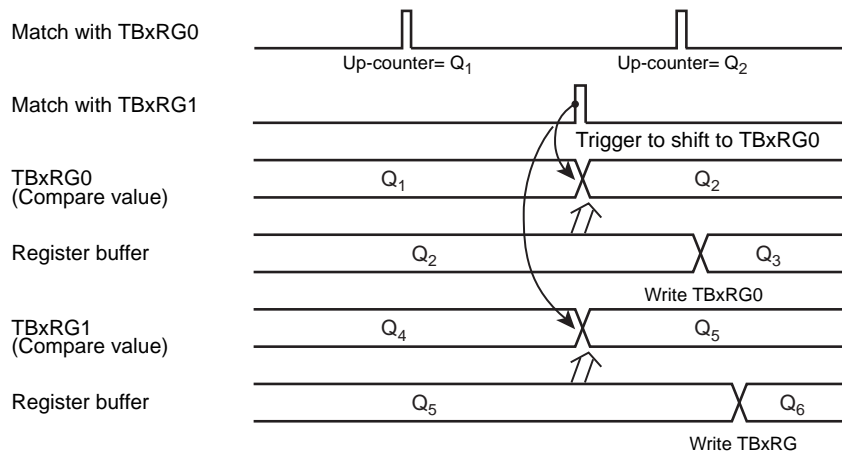 Match with TBxRG0
Up-counter= Q1
Up-counter= Q2
Match with TBxRG1
Trigger to shift to TBxRG0
TBxRG0
(Compare value)
Q1
Q2
Register buffer
Q2
Q3
Write TBxRG0
TBxRG1
(Compare value)
Q4
Q5
Register buffer
Q5
Q6
Write TBxRG